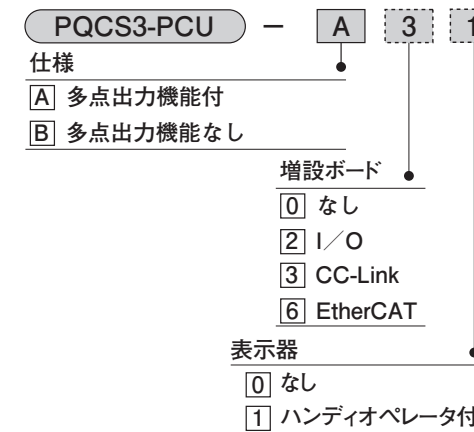 PQCS3-PCU － A 3 1
仕様
A 多点出力機能付
B 多点出力機能なし
増設ボード
0 なし
2 I／O
3 CC-Link
6 EtherCAT
表示器
0 なし
1 ハンディオペレータ付